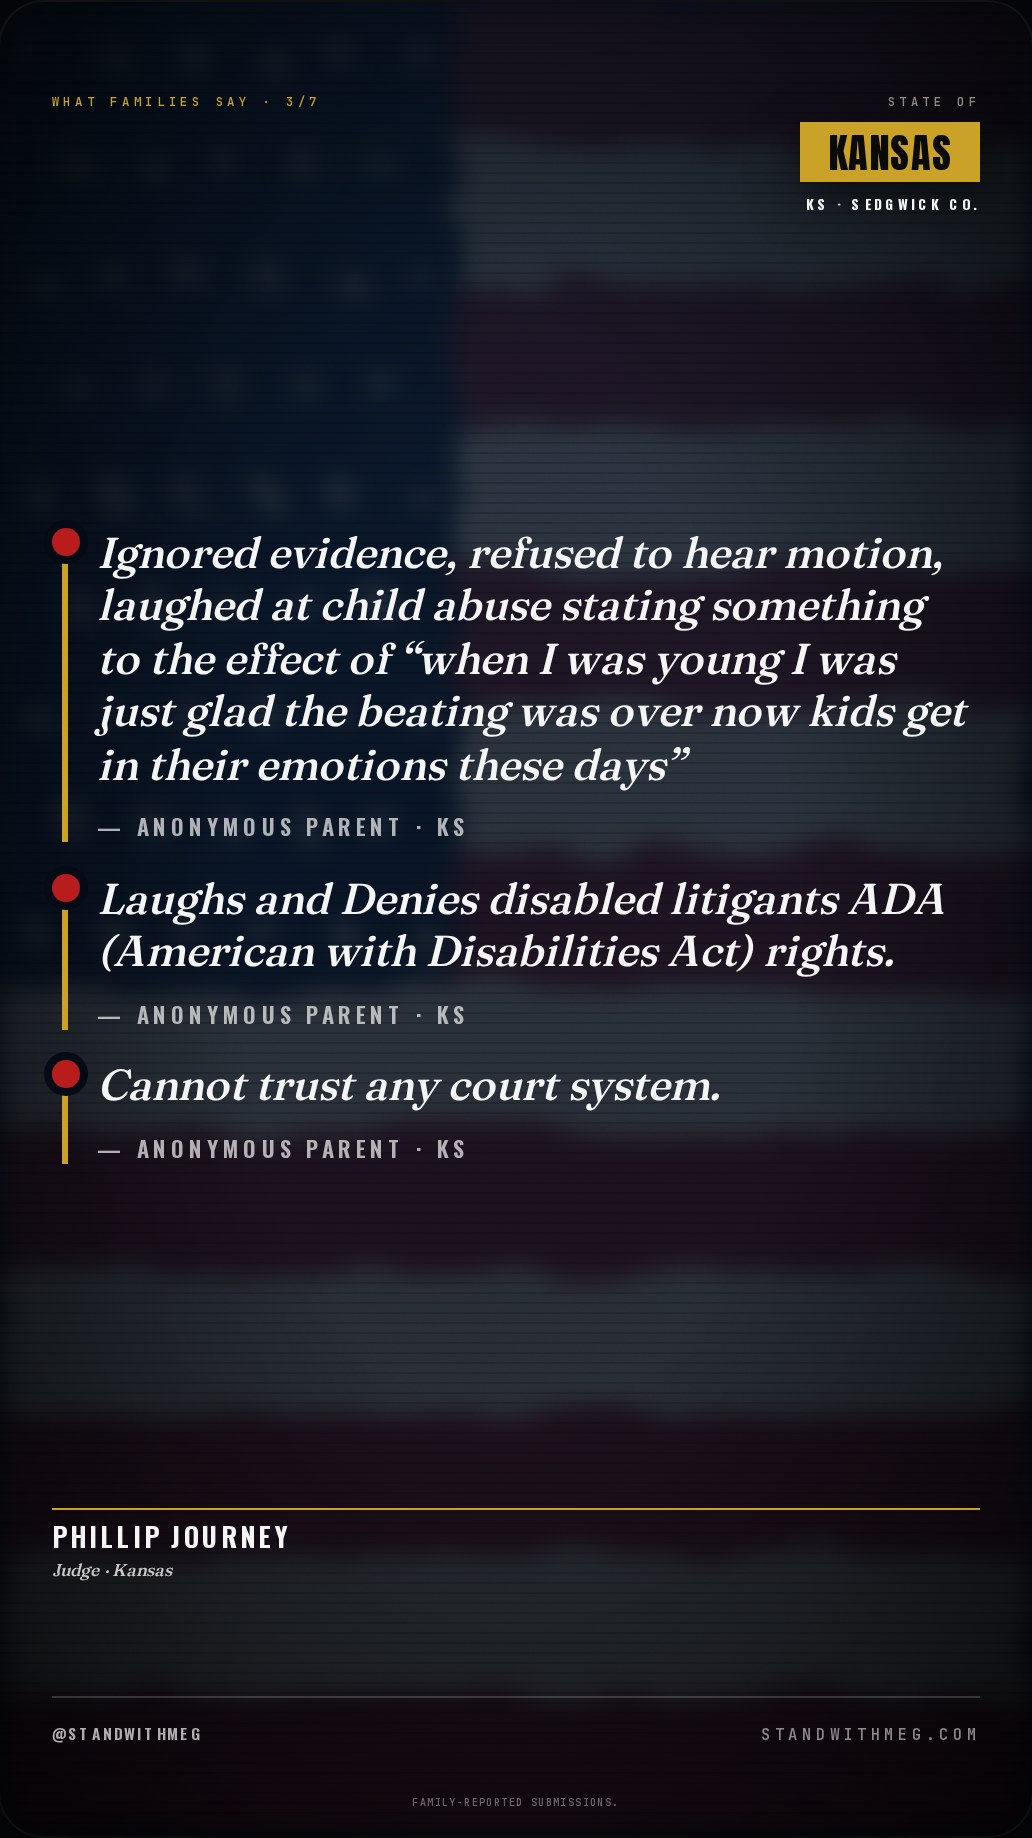 WHAT FAMILIES SAY · 3/7
STATE OF
KANSAS
KS · SEDGWICK CO.
Ignored evidence, refused to hear motion,
laughed at child abuse stating something
to the effect of “when I was young I was
just glad the beating was over now kids get
in their emotions these days”
— ANONYMOUS PARENT · KS
Laughs and Denies disabled litigants ADA
(American with Disabilities Act) rights.
— ANONYMOUS PARENT · KS
Cannot trust any court system.
— ANONYMOUS PARENT · KS
PHILLIP JOURNEY
Judge · Kansas
@STANDWITHMEG
STANDWITHMEG.COM
FAMILY-REPORTED SUBMISSIONS.